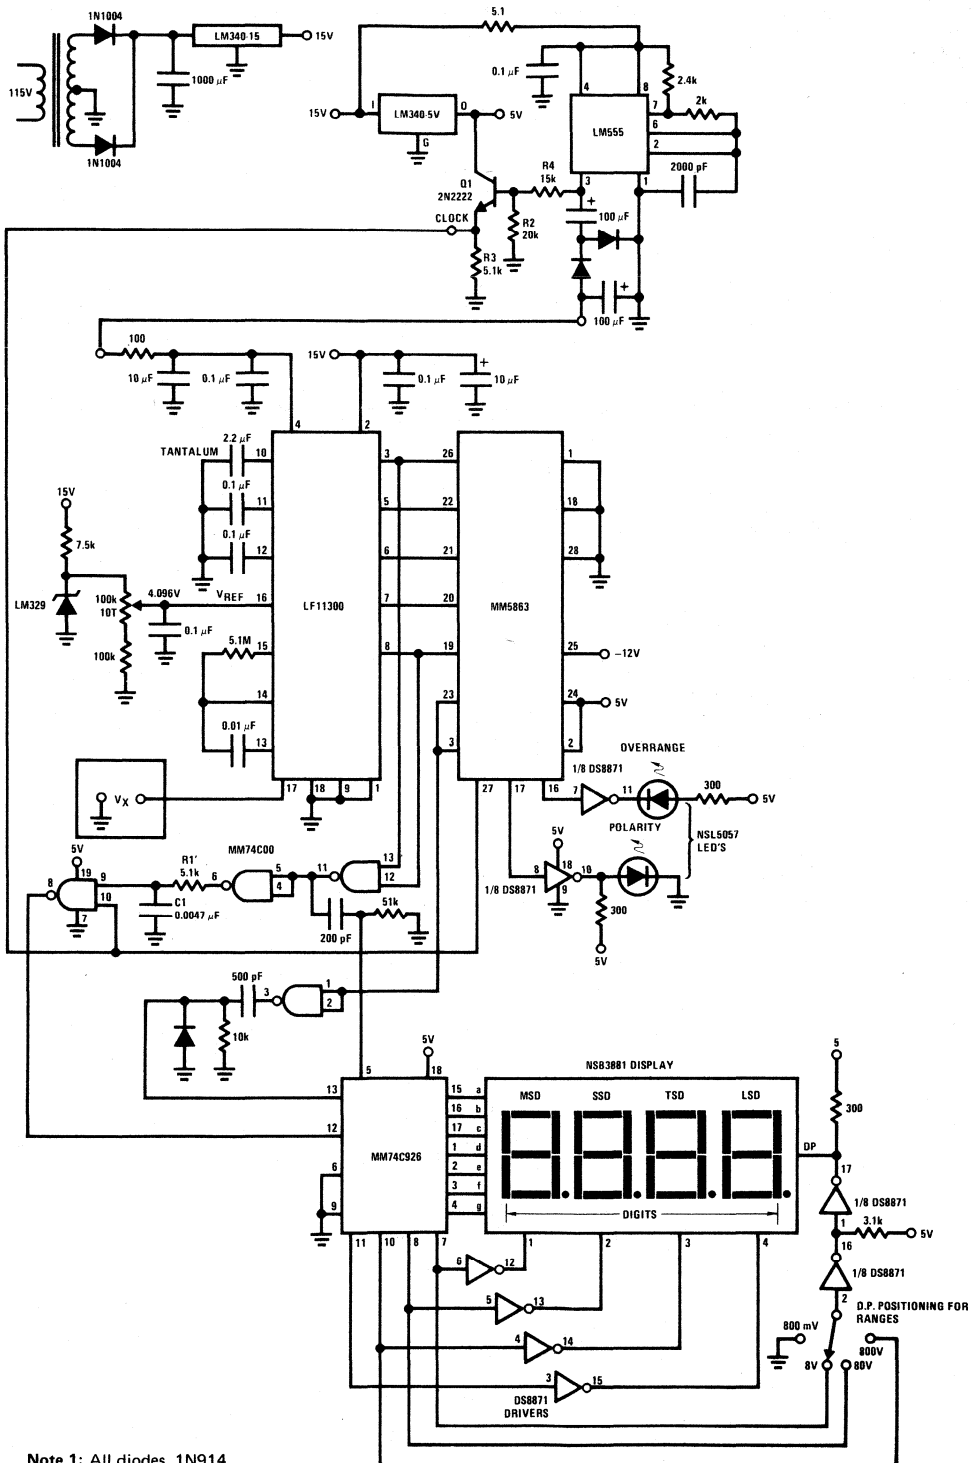 1N1004
LM340-15
15V
115V
1000 µF
1N1004
5.1
0.1 µF
4
8
2.4k
7
2k
15V
I
LM340-5V
O
5V
G
LM555
6
2
2000 pF
3
1
R4
15k
Q1
2N2222
+
100 µF
CLOCK
R2
20k
R3
5.1k
+
100 µF
100
10 µF
0.1 µF
15V
0.1 µF
+
10 µF
4
2
TANTALUM
2.2 µF
10
3
26
1
0.1 µF
11
5
22
18
15V
0.1 µF
12
6
21
28
7.5k
LM329
100k
10T
4.096V
VREF
16
LF11300
7
20
MM5863
0.1 µF
100k
5.1M
15
8
19
25
-12V
14
23
24
5V
0.01 µF
13
3
2
OVERRANGE
17
18
9
1
27
17
16
1/8 DS8871
7
11
300
5V
VX
POLARITY
NSL5057
LED'S
5V
MM74C00
5V
8
19
9
R1'
5.1k
6
5
4
11
13
12
1/8 DS8871
8
18
10
9
10
7
C1
0.0047 µF
51k
200 pF
300
5V
500 pF
3
1
2
10k
5V
5
18
NSB3881 DISPLAY
5
13
15
a
MSD
SSD
TSD
LSD
16
b
300
12
17
c
MM74C926
1
d
DP
6
2
e
17
3
f
1/8 DS8871
9
4
g
DIGITS
1
3.1k
5V
11
10
8
7
1
2
3
4
16
6
12
1/8 DS8871
5
13
2
D.P. POSITIONING FOR
RANGES
4
14
800 mV
800V
3
15
8V
80V
DS8871
DRIVERS
Note 1: All diodes 1N914